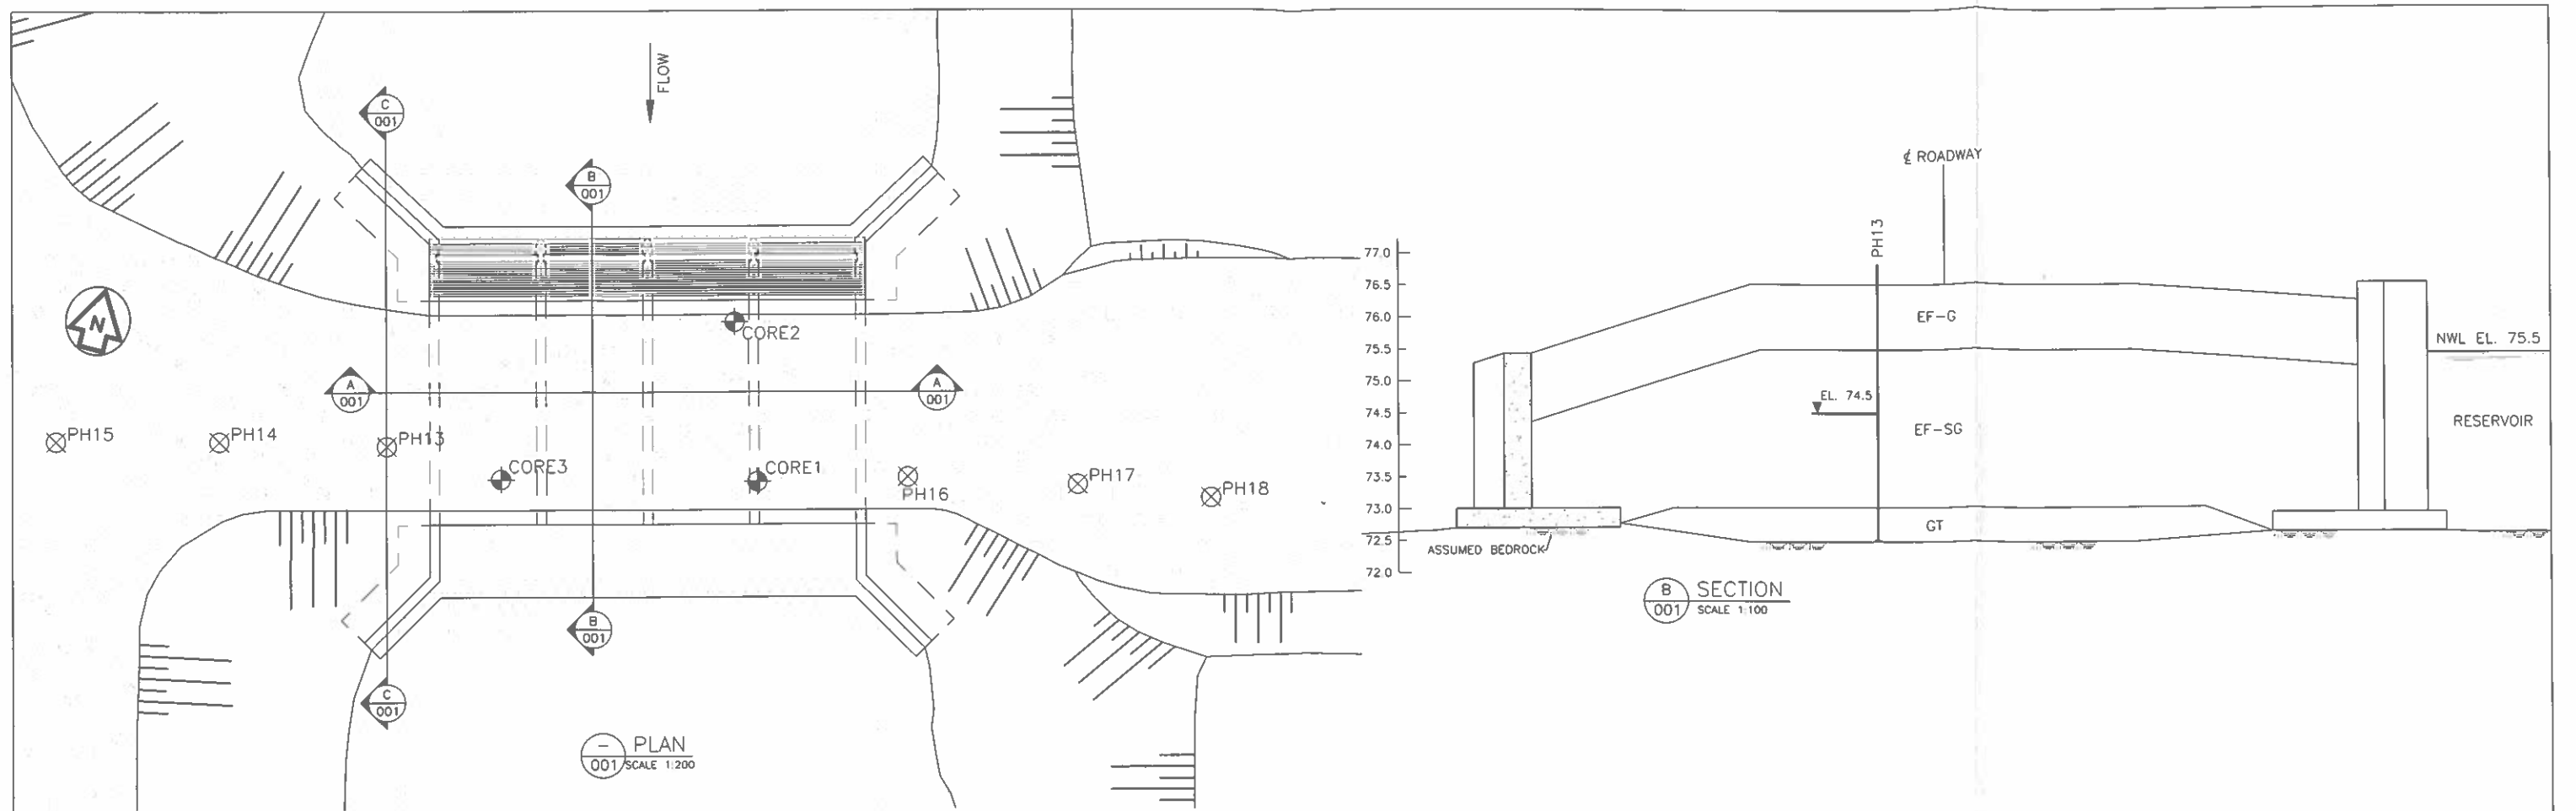 FLOW
C
001
B
001
N
CORE2
A
001
A
001
PH15
PH14
PH13
CORE3
CORE1
PH16
PH17
PH18
B
001
C
001
-
001
PLAN
SCALE 1:200
77.0
76.5
76.0
75.5
75.0
74.5
74.0
73.5
73.0
72.5
72.0
℄ ROADWAY
PH13
EF-G
NWL EL. 75.5
EL. 74.5
EF-SG
RESERVOIR
GT
ASSUMED BEDROCK
B
001
SECTION
SCALE 1:100